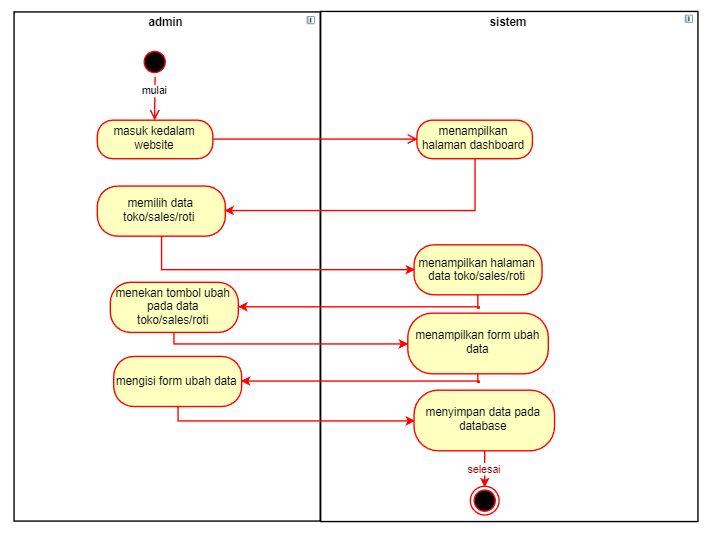 admin
sistem
mulai
masuk kedalam
website
menampilkan
halaman dashboard
memilih data
toko/sales/roti
menampilkan halaman
data toko/sales/roti
menekan tombol ubah
pada data
toko/sales/roti
menampilkan form ubah
data
mengisi form ubah data
menyimpan data pada
database
selesai